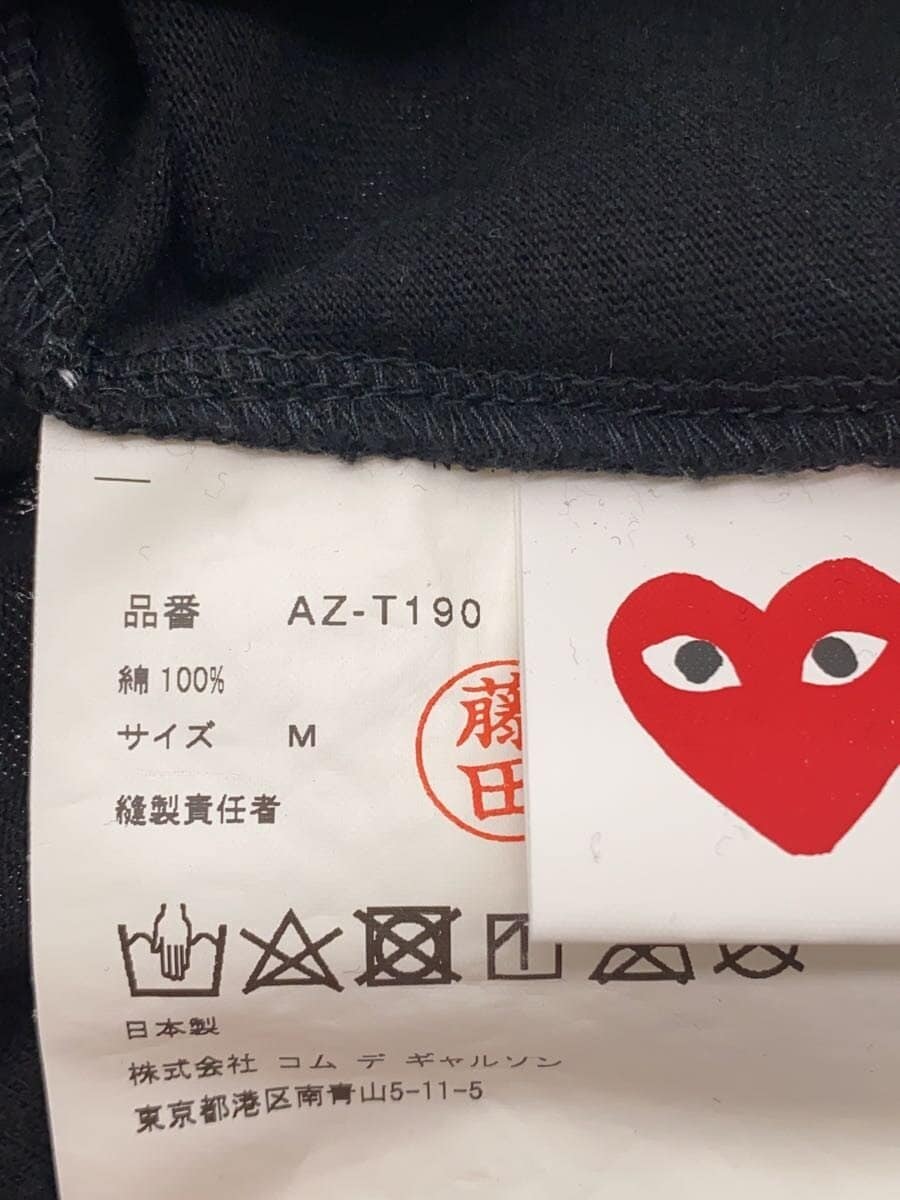 品番 AZ-T190
綿 100%
サイズ M
藤田
縫製責任者
日本製
株式会社 コム デ ギャルソン
東京都港区南青山5-11-5